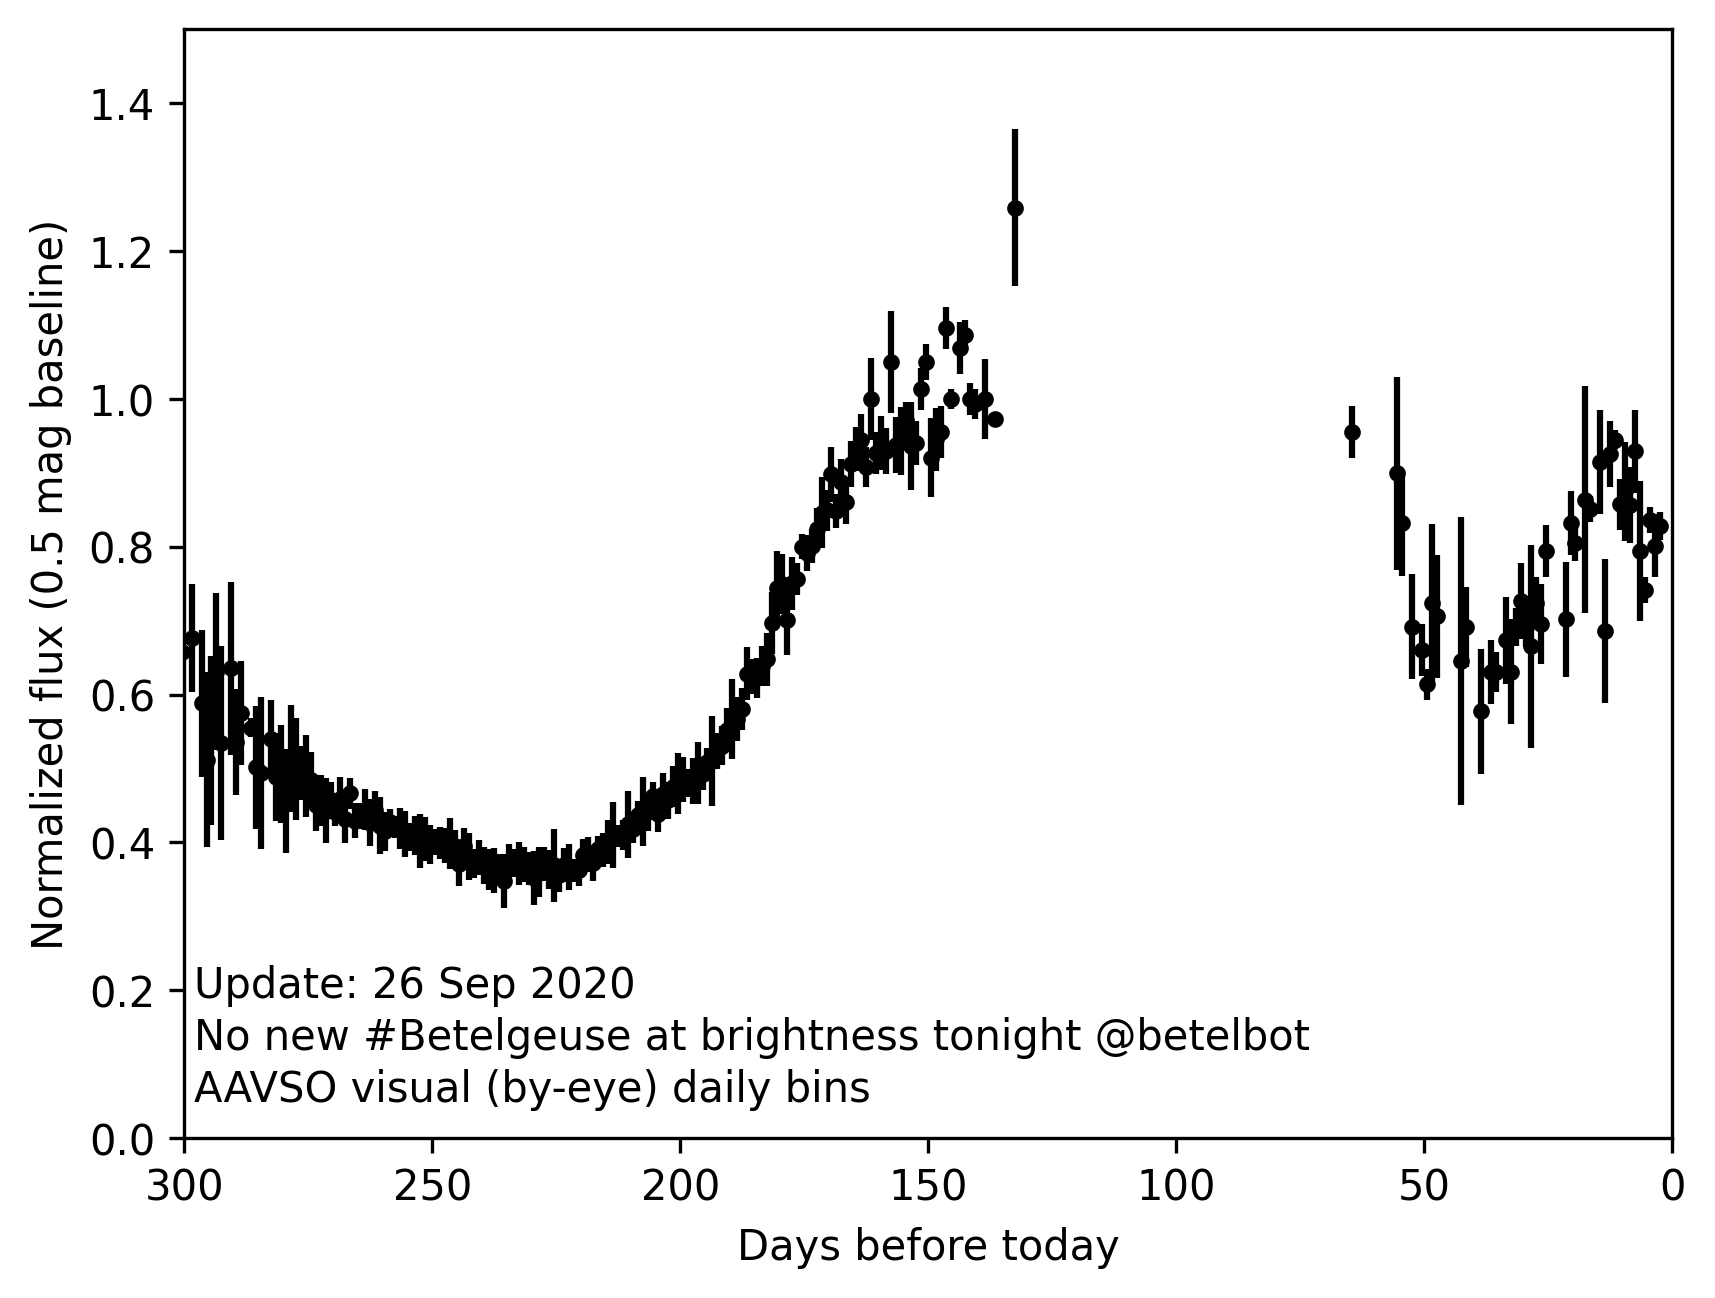 1.4
1.2
1.0
0.8
0.6
0.4
0.2
0.0
Normalized flux (0.5 mag baseline)
Update: 26 Sep 2020
No new #Betelgeuse at brightness tonight @betelbot
AAVSO visual (by-eye) daily bins
300 250 200 150 100 50 0
Days before today